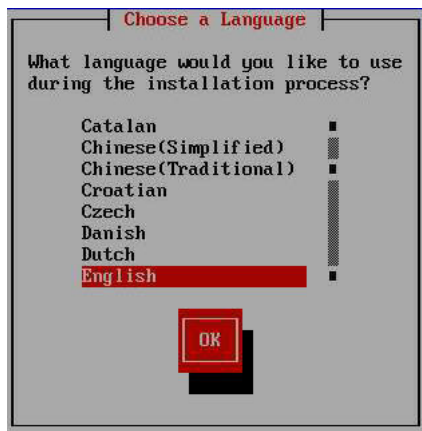 Choose a Language
What language would you like to use
during the installation process?
Catalan
Chinese(Simplified)
Chinese(Traditional)
Croatian
Czech
Danish
Dutch
English
OK